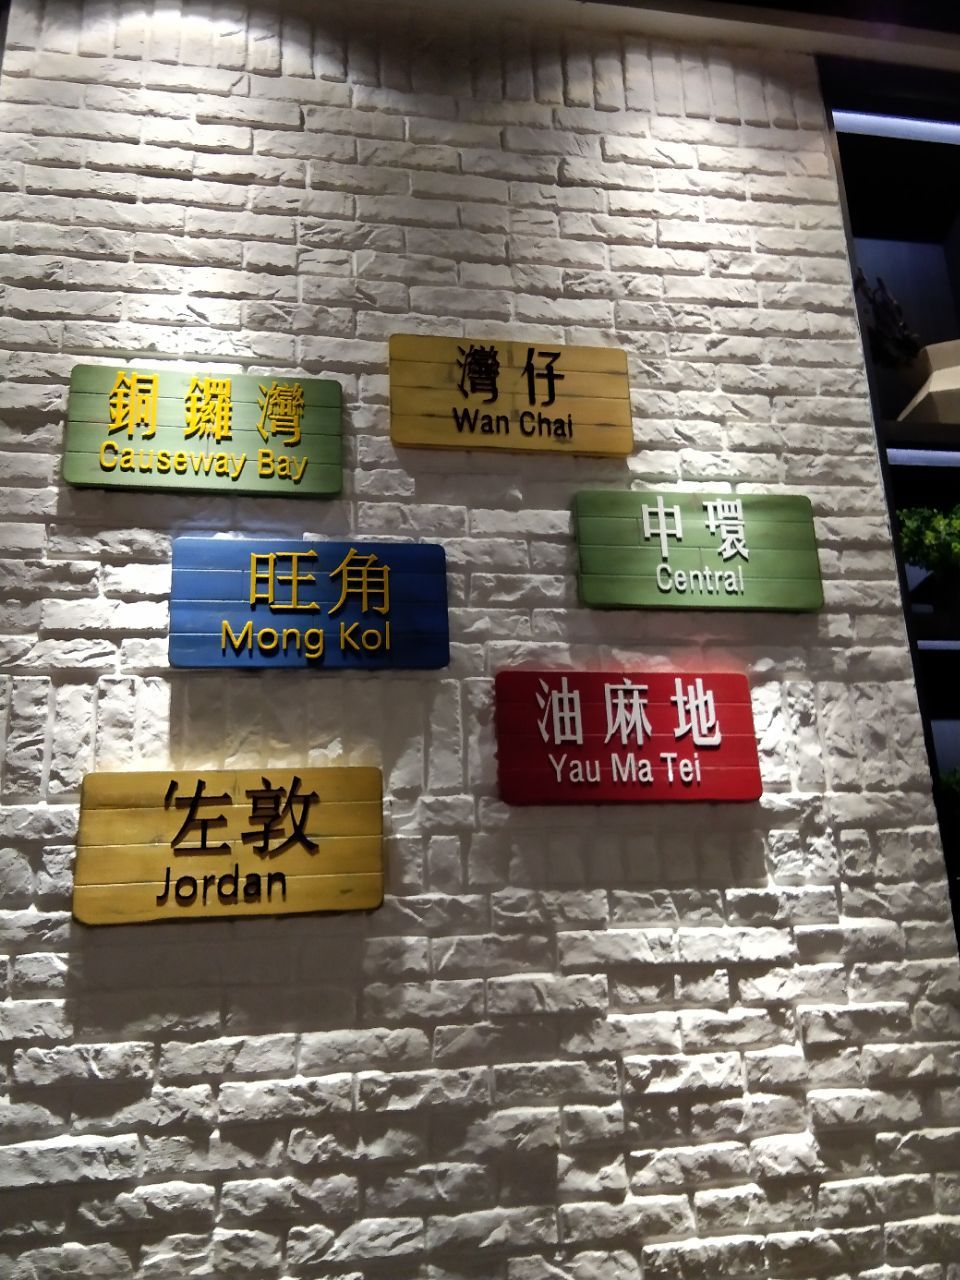 銅鑼灣
Causeway Bay
灣仔
Wan Chai
中環
Central
旺角
Mong Kol
油麻地
Yau Ma Tei
佐敦
Jordan